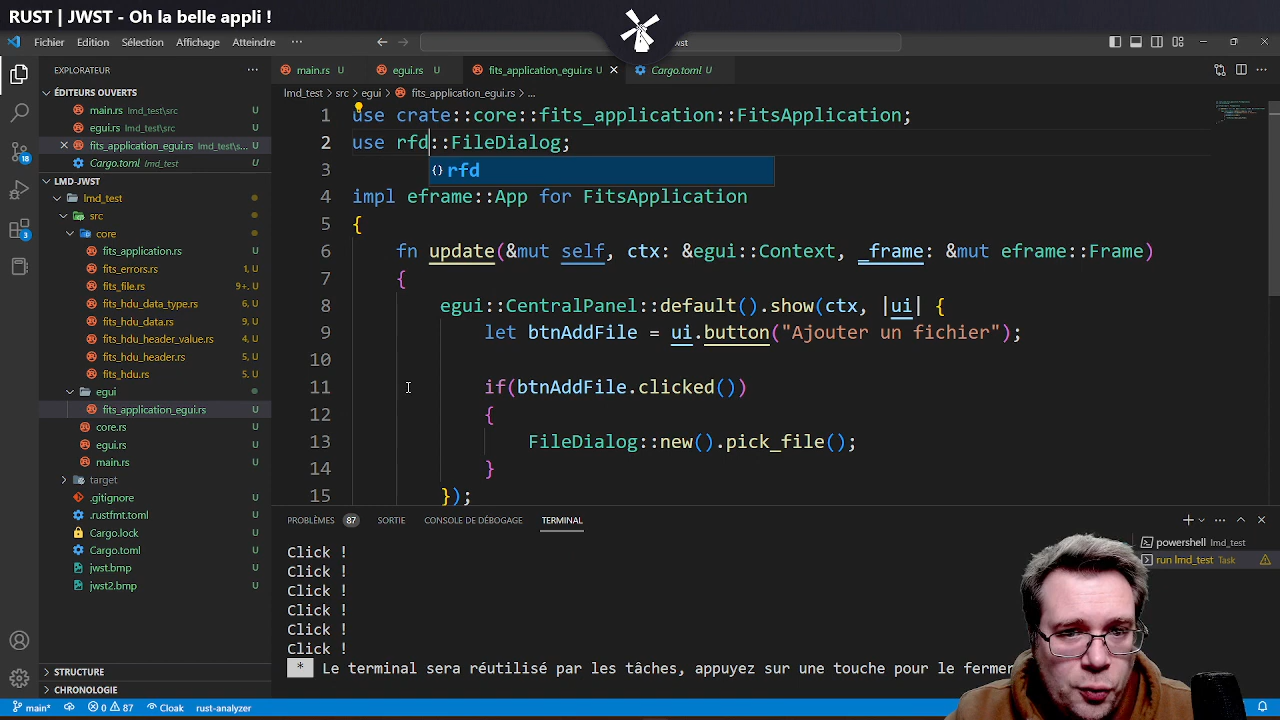 RUST | JWST - Oh la belle appli !
Fichier Edition Sélection Affichage Atteindre ···
wst
EXPLORATEUR ···
main.rs U
egui.rs U
fits_application_egui.rs U
Cargo.toml U
ÉDITEURS OUVERTS
main.rs lmd_test\src U
egui.rs lmd_test\src U
fits_application_egui.rs lmd_test\s... U
Cargo.toml lmd_test U
LMD-JWST
lmd_test
src
core
fits_application.rs U
fits_errors.rs 1, U
fits_file.rs 9+, U
fits_hdu_data_type.rs 4, U
fits_hdu_data.rs 1, U
fits_hdu_header_value.rs 4, U
fits_hdu_header.rs 5, U
fits_hdu.rs 5, U
egui
fits_application_egui.rs U
core.rs U
egui.rs U
main.rs U
target
.gitignore U
.rustfmt.toml U
Cargo.lock U
Cargo.toml U
jwst.bmp U
jwst2.bmp U
STRUCTURE
CHRONOLOGIE
18
3
lmd_test > src > egui > fits_application_egui.rs > ...
1 use crate::core::fits_application::FitsApplication;
2 use rfd::FileDialog;
3 {} rfd
4 impl eframe::App for FitsApplication
5 {
6 fn update(&mut self, ctx: &egui::Context, _frame: &mut eframe::Frame)
7 {
8 egui::CentralPanel::default().show(ctx, |ui| {
9 let btnAddFile = ui.button("Ajouter un fichier");
10
11 if(btnAddFile.clicked())
12 {
13 FileDialog::new().pick_file();
14 }
15 });
PROBLÈMES 87 SORTIE CONSOLE DE DÉBOGAGE TERMINAL
Click !
Click !
Click !
Click !
Click !
Click !
* Le terminal sera réutilisé par les tâches, appuyez sur une touche pour le fermer
powershell lmd_test
run lmd_test Task
main* 0 87 Cloak rust-analyzer